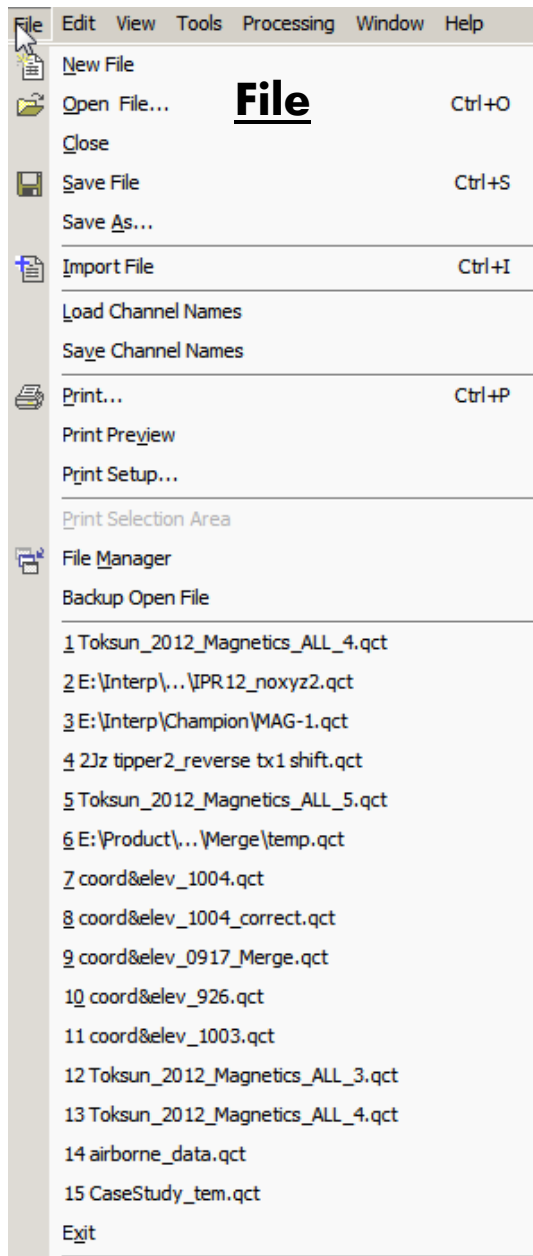 File Edit View Tools Processing Window Help
New File
File
Open File... Ctrl+O
Close
Save File Ctrl+S
Save As...
Import File Ctrl+I
Load Channel Names
Save Channel Names
Print... Ctrl+P
Print Preview
Print Setup...
Print Selection Area
File Manager
Backup Open File
1 Toksun_2012_Magnetics_ALL_4.qct
2 E:\Interp\...\IPR12_noxyz2.qct
3 E:\Interp\Champion\MAG-1.qct
4 2Jz tipper2_reverse tx1 shift.qct
5 Toksun_2012_Magnetics_ALL_5.qct
6 E:\Product\...\Merge\temp.qct
7 coord&elev_1004.qct
8 coord&elev_1004_correct.qct
9 coord&elev_0917_Merge.qct
10 coord&elev_926.qct
11 coord&elev_1003.qct
12 Toksun_2012_Magnetics_ALL_3.qct
13 Toksun_2012_Magnetics_ALL_4.qct
14 airborne_data.qct
15 CaseStudy_tem.qct
Exit